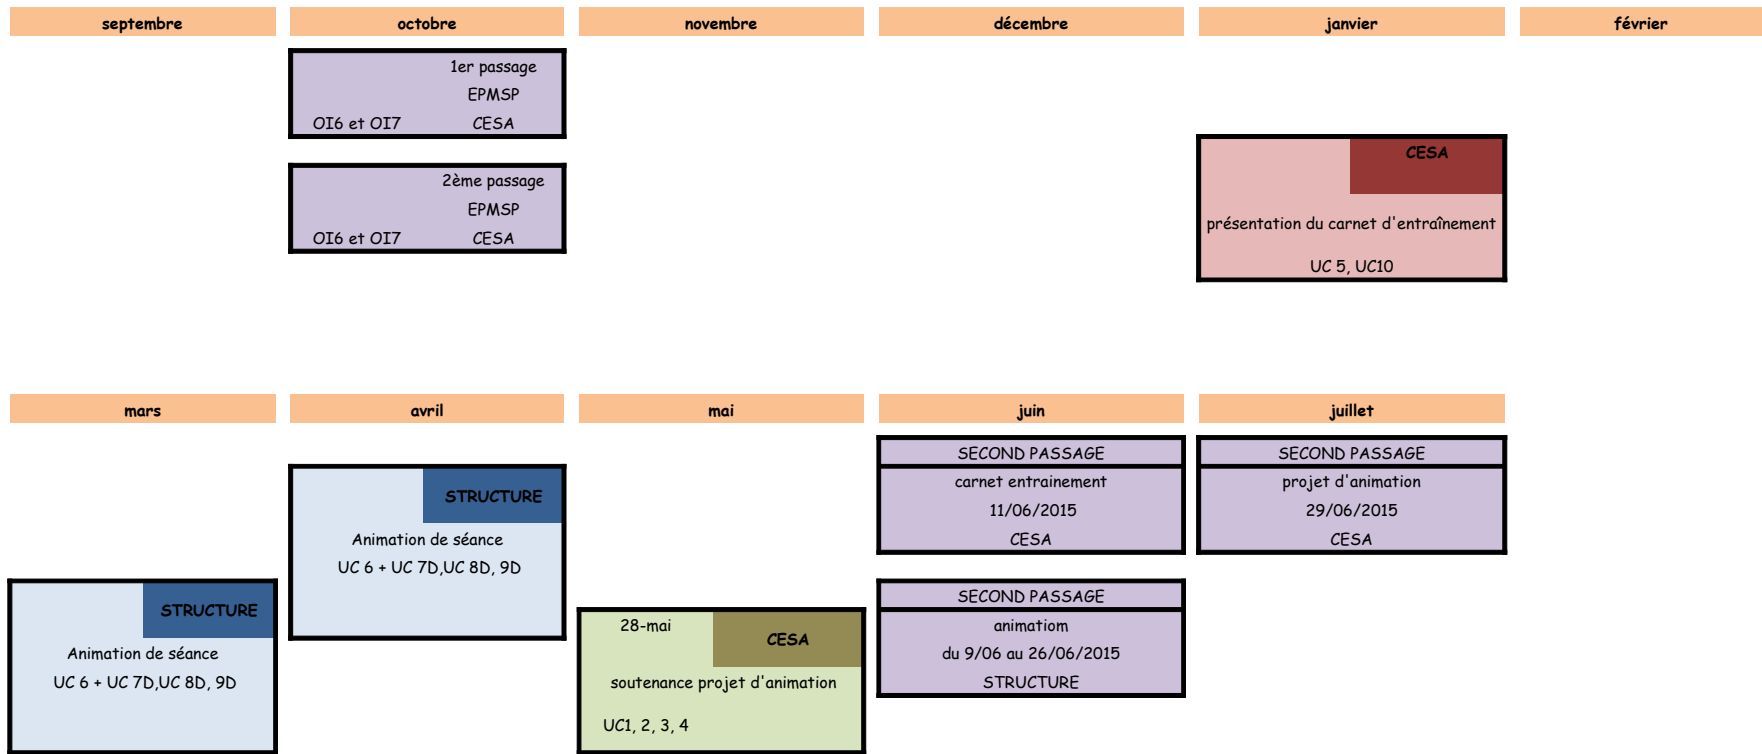 septembre octobre novembre décembre janvier février
1er passage
EPMSP
OI6 et OI7 CESA
2ème passage
EPMSP
OI6 et OI7 CESA
CESA
présentation du carnet d'entraînement
UC 5, UC10
mars avril mai juin juillet
STRUCTURE
Animation de séance
UC 6 + UC 7D,UC 8D, 9D
STRUCTURE
Animation de séance
UC 6 + UC 7D,UC 8D, 9D
28-mai CESA
soutenance projet d'animation
UC1, 2, 3, 4
SECOND PASSAGE
carnet entrainement
11/06/2015
CESA
SECOND PASSAGE
animatiom
du 9/06 au 26/06/2015
STRUCTURE
SECOND PASSAGE
projet d'animation
29/06/2015
CESA